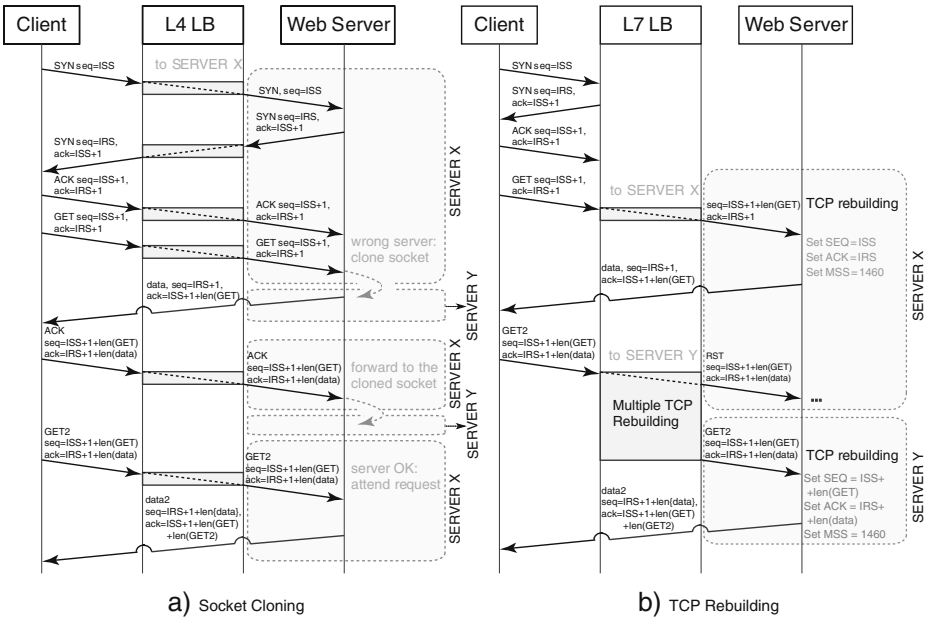 Client
L4 LB
Web Server
to SERVER X
SYN seq=ISS
SYN, seq=ISS
SYN seq=IRS,
ack=ISS+1
SYN seq=IRS,
ack=ISS+1
ACK seq=ISS+1,
ack=IRS+1
ACK seq=ISS+1,
ack=IRS+1
GET seq=ISS+1,
ack=IRS+1
GET seq=ISS+1,
ack=IRS+1
wrong server:
clone socket
SERVER X
data, seq=IRS+1,
ack=ISS+1+len(GET)
SERVER Y
ACK
seq=ISS+1+len(GET)
ack=IRS+1+len(data)
ACK
seq=ISS+1+len(GET)
ack=IRS+1+len(data)
forward to the
cloned socket
SERVER X
SERVER Y
GET2
seq=ISS+1+len(GET)
ack=IRS+1+len(data)
GET2
seq=ISS+1+len(GET)
ack=IRS+1+len(data)
server OK:
attend request
SERVER X
data2
seq=IRS+1+len{data},
ack=ISS+1+len(GET)
+len(GET2)
a) Socket Cloning
Client
L7 LB
Web Server
SYN seq=ISS
SYN seq=IRS,
ack=ISS+1
ACK seq=ISS+1,
ack=IRS+1
GET seq=ISS+1,
ack=IRS+1
to SERVER X
seq=ISS+1+len(GET)
ack=IRS+1
TCP rebuilding
Set SEQ=ISS
Set ACK=IRS
Set MSS=1460
SERVER X
data, seq=IRS+1,
ack=ISS+1+len(GET)
GET2
seq=ISS+1+len(GET)
ack=IRS+1+len(data)
to SERVER Y
RST
seq=ISS+1+len(GET)
ack=IRS+1+len(data)
...
Multiple TCP
Rebuilding
GET2
seq=ISS+1+len(GET)
ack=IRS+1+len(data)
TCP rebuilding
Set SEQ = ISS+
+len(GET)
Set ACK = IRS+
+len(data)
Set MSS = 1460
SERVER Y
data2
seq=IRS+1+len{data},
ack=ISS+1+len(GET)
+len(GET2)
b) TCP Rebuilding